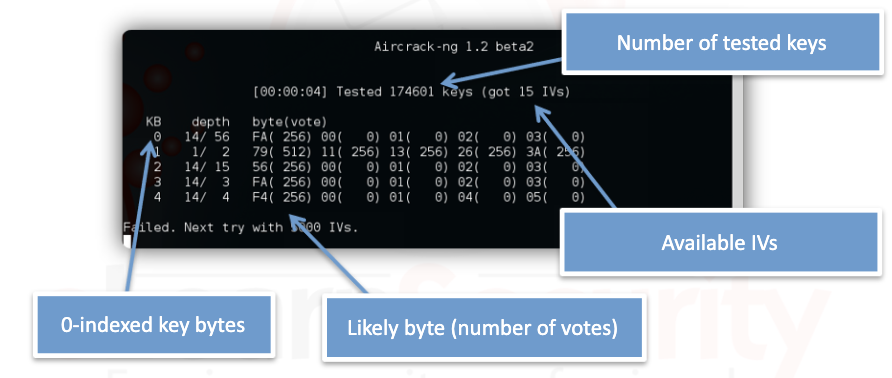 Aircrack-ng 1.2 beta2
Number of tested keys
[00:00:04] Tested 174601 keys (got 15 IVs)
KB depth byte(vote)
0 14/ 56 FA( 256) 00( 0) 01( 0) 02( 0) 03( 0)
1 1/ 2 79( 512) 11( 256) 13( 256) 26( 256) 3A( 256)
2 14/ 15 56( 256) 00( 0) 01( 0) 02( 0) 03( 0)
3 14/ 3 FA( 256) 00( 0) 01( 0) 02( 0) 03( 0)
4 14/ 4 F4( 256) 00( 0) 01( 0) 04( 0) 05( 0)
Failed. Next try with 5000 IVs.
Available IVs
0-indexed key bytes
Likely byte (number of votes)